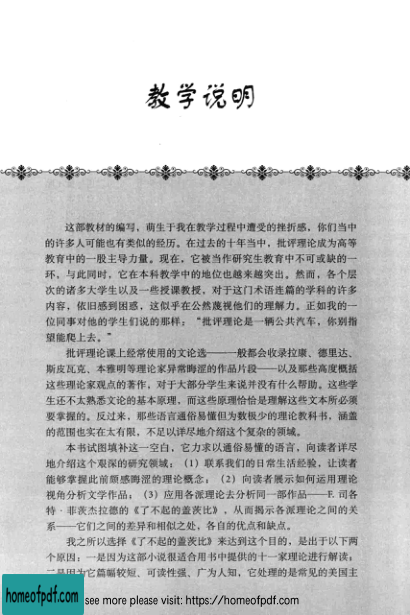 教学说明
这部教材的编写，萌生于我在教学过程中遭受的挫折感，你们当中
的许多人可能也有类似的经历。在过去的十年当中，批评理论成为高等
教育中的一股主导力量。现在，它被当作研究生教育中不可或缺的一
环，与此同时，它在本科教学中的地位也越来越突出。然而，各个层
次的诸多大学生以及一些授课教授，对于这门术语连篇的学科的许多
内容，依旧感到困惑，这似乎在公然蔑视他们的理解力。正如我的一
位同事对他的学生们说的那样：“批评理论是一辆公共汽车，你别指
望能爬上去。”
批评理论课上经常使用的文论选——一般都会收录拉康、德里达、
斯皮瓦克、本雅明等理论家异常晦涩的作品片段——以及那些高度概括
这些理论家观点的著作，对于大部分学生来说并没有什么帮助。这些学
生还不太熟悉文论的基本原理，而这些原理恰恰是理解这些文本所必须
要掌握的。反过来，那些语言通俗易懂但为数极少的理论教科书，涵盖
的范围也实在太有限，不足以详尽地介绍这个复杂的领域。
本书试图填补这一空白，它力求以通俗易懂的语言，向读者详尽
地介绍这个艰深的研究领域：（1）联系我们的日常生活经验，让读者
能够掌握此前颇感晦涩的理论概念；（2）向读者展示如何运用理论
视角分析文学作品；（3）应用各派理论去分析同一部作品——F. 司各
特·菲茨杰拉德的《了不起的盖茨比》，从而揭示各派理论之间的关
系——它们之间的差异和相似之处，各自的优点和缺点。
我之所以选择《了不起的盖茨比》来达到这个目的，是出于以下两
个原因：一是因为这部小说很适合用书中提供的十一家理论进行解读；
二是因为它篇幅较短、可读性强、广为人知，它处理的是常见的美国主
homeofpdf.com
see more please visit: https://homeofpdf.com
homeofpdf.com